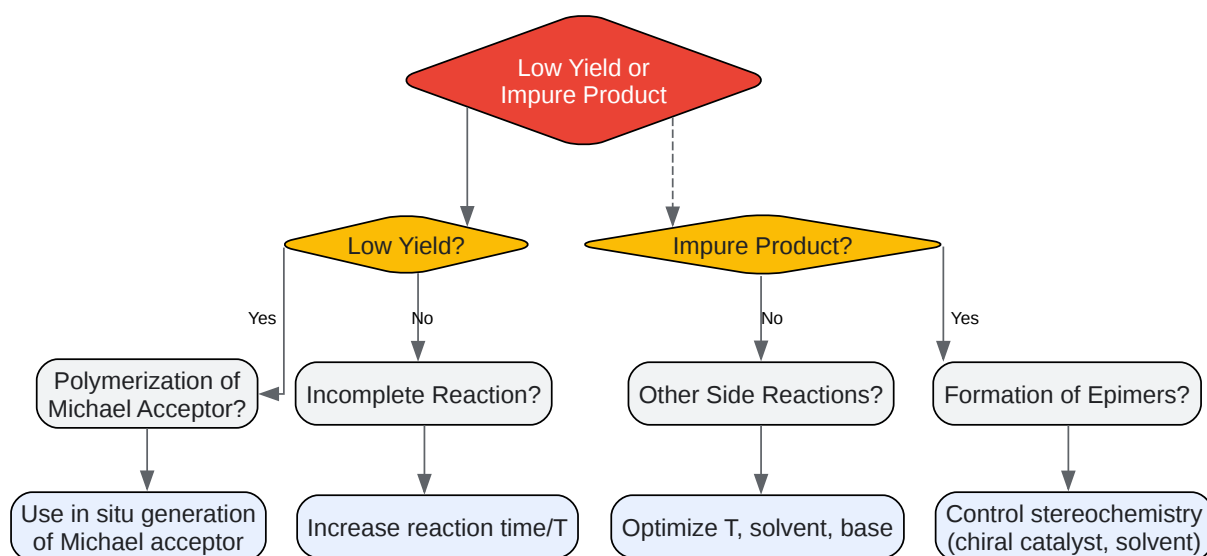 Low Yield or
Impure Product
Low Yield?
Impure Product?
Yes
No
No
Yes
Polymerization of
Michael Acceptor?
Incomplete Reaction?
Other Side Reactions?
Formation of Epimers?
Use in situ generation
of Michael acceptor
Increase reaction time/T
Optimize T, solvent, base
Control stereochemistry
(chiral catalyst, solvent)